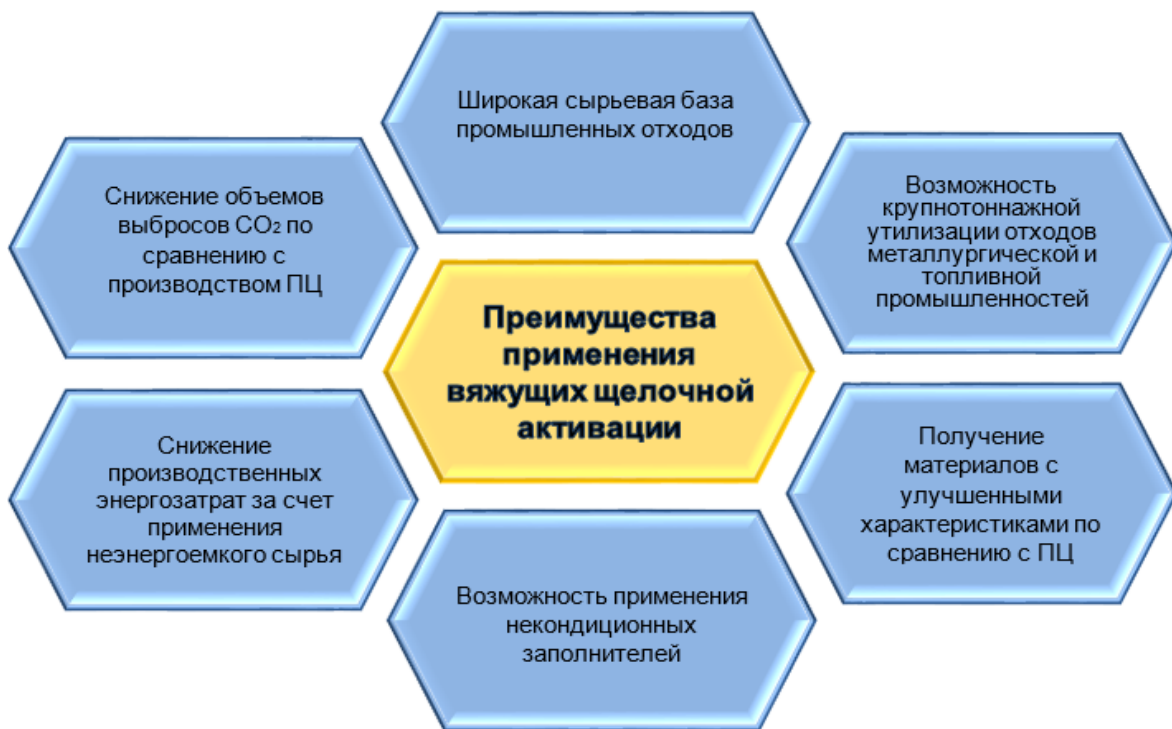 Широкая сырьевая база
промышленных отходов
Снижение объемов
выбросов CO₂ по
сравнению с
производством ПЦ
Возможность
крупнотоннажной
утилизации отходов
металлургической и
топливной
промышленностей
Преимущества
применения
вяжущих щелочной
активации
Снижение
производственных
энергозатрат за счет
применения
неэнергоемкого сырья
Получение
материалов с
улучшенными
характеристиками по
сравнению с ПЦ
Возможность применения
некондиционных
заполнителей